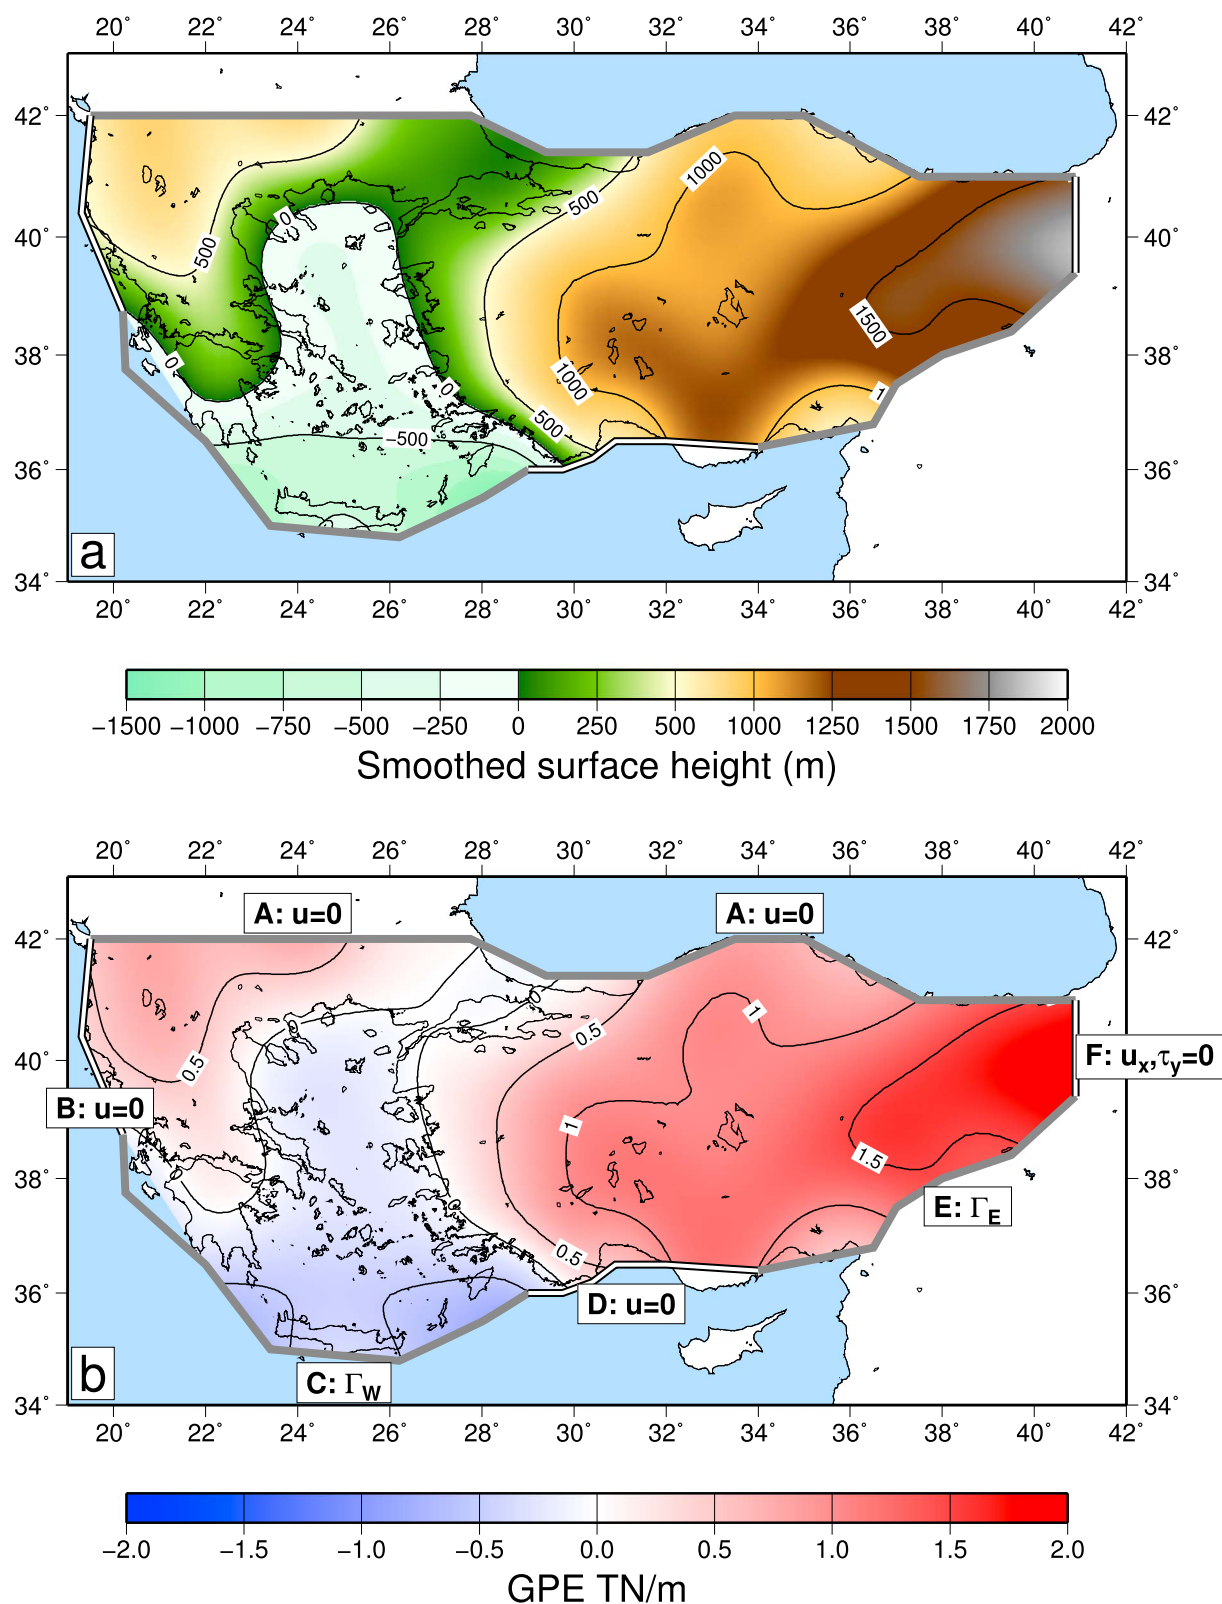 20° 22° 24° 26° 28° 30° 32° 34° 36° 38° 40° 42°
42° 42°
1000
500
0
500
40° 40°
1500
0
38° 38°
1000
0
1
500
−500
36° 36°
a
34° 34°
20° 22° 24° 26° 28° 30° 32° 34° 36° 38° 40° 42°
−1500 −1000 −750 −500 −250 0 250 500 750 1000 1250 1500 1750 2000
Smoothed surface height (m)
20° 22° 24° 26° 28° 30° 32° 34° 36° 38° 40° 42°
A: u=0 A: u=0
42° 42°
0
1
0
0.5
F: uₓ,τy=0
40° 40°
0.5
B: u=0
1
1.5
38° 38°
0
E: ΓE
0.5
36° 36°
D: u=0
b
C: ΓW
34° 34°
20° 22° 24° 26° 28° 30° 32° 34° 36° 38° 40° 42°
−2.0 −1.5 −1.0 −0.5 0.0 0.5 1.0 1.5 2.0
GPE TN/m